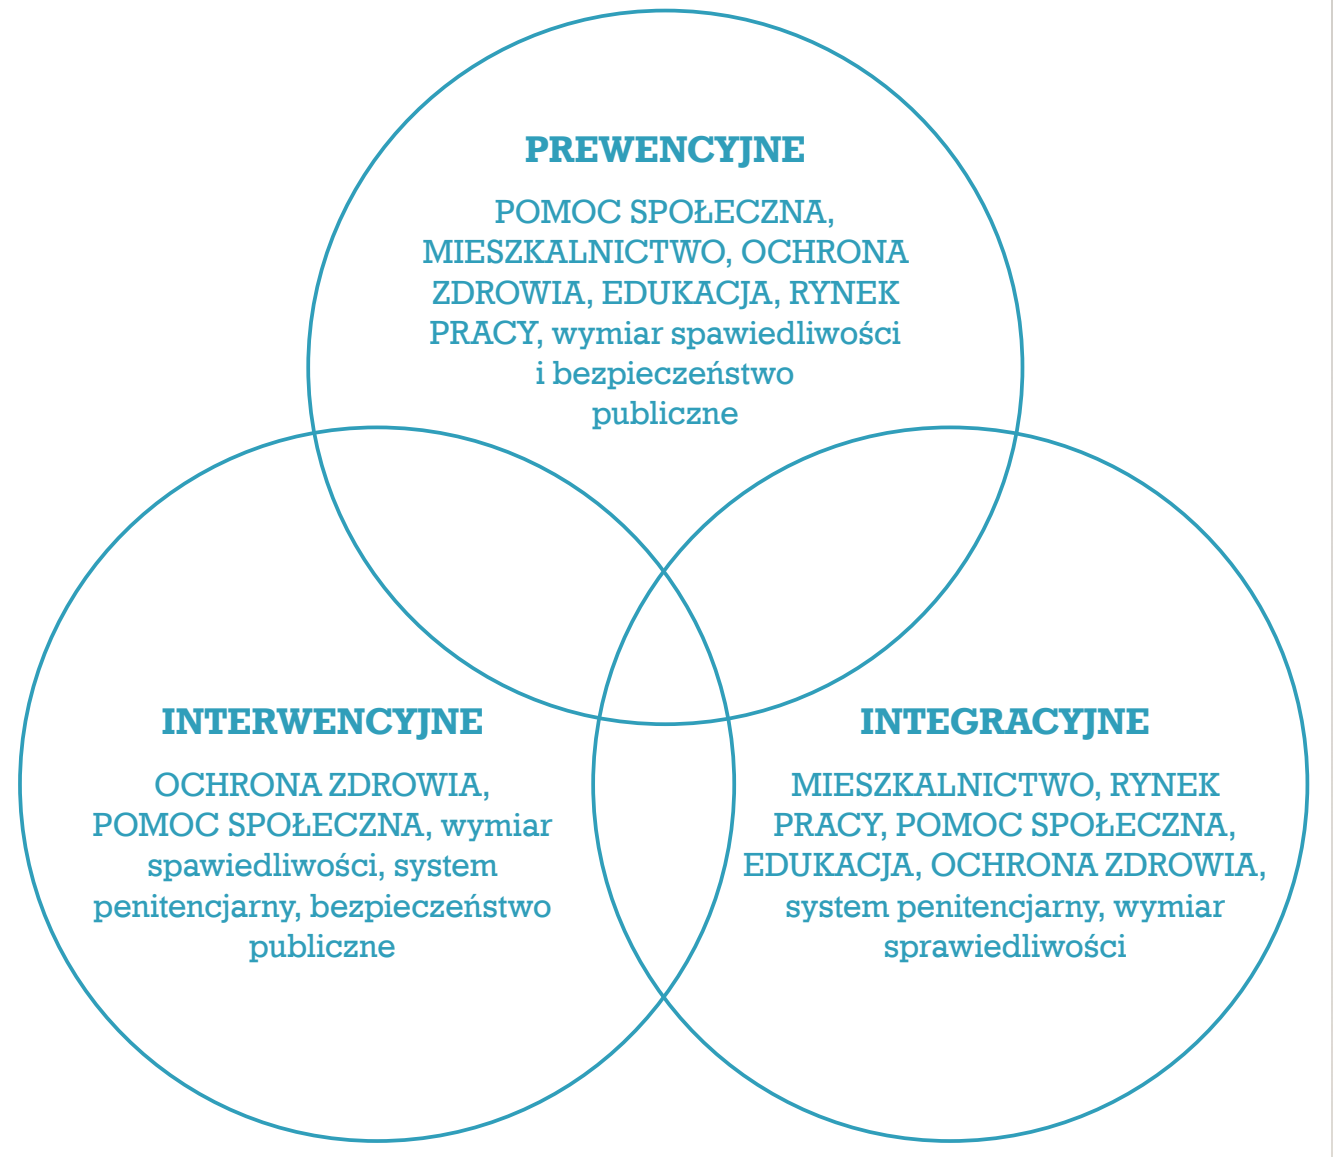 PREWENCYJNE
POMOC SPOŁECZNA,
MIESZKALNICTWO, OCHRONA
ZDROWIA, EDUKACJA, RYNEK
PRACY, wymiar spawiedliwości
i bezpieczeństwo
publiczne
INTERWENCYJNE
OCHRONA ZDROWIA,
POMOC SPOŁECZNA, wymiar
spawiedliwości, system
penitencjarny, bezpieczeństwo
publiczne
INTEGRACYJNE
MIESZKALNICTWO, RYNEK
PRACY, POMOC SPOŁECZNA,
EDUKACJA, OCHRONA ZDROWIA,
system penitencjarny, wymiar
sprawiedliwości